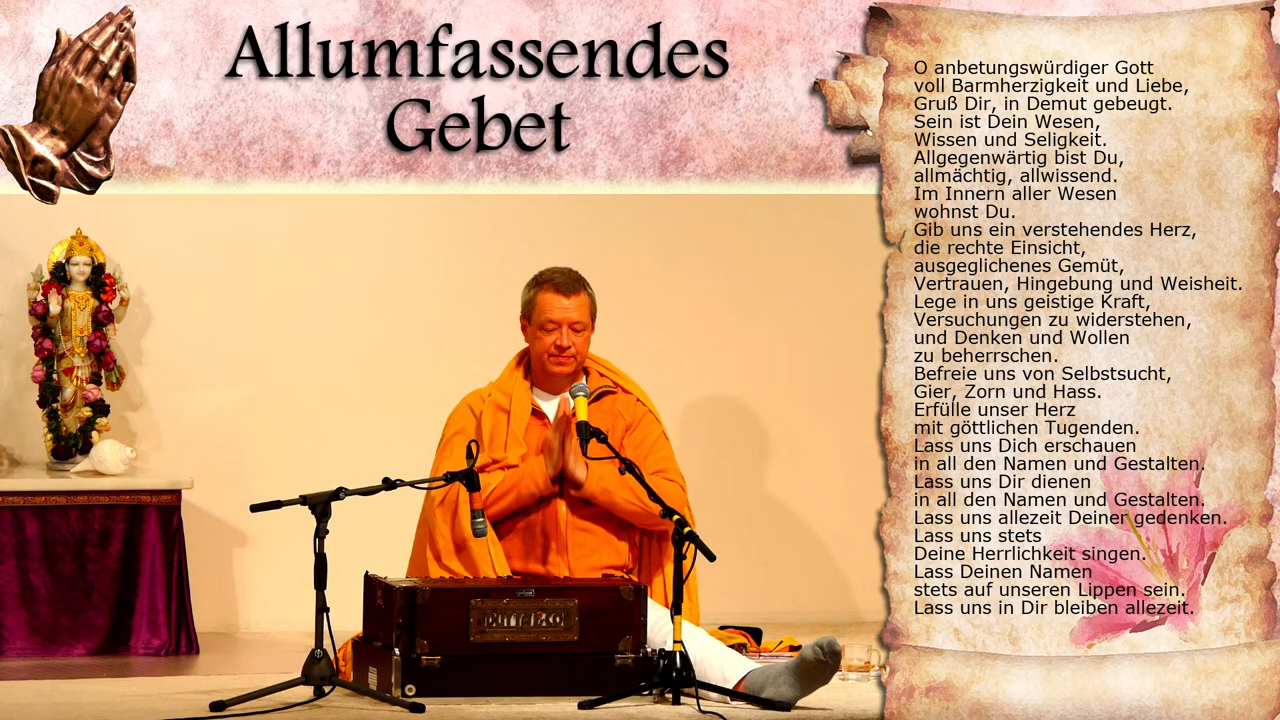 Allumfassendes
Gebet
O anbetungswürdiger Gott
voll Barmherzigkeit und Liebe,
Gruß Dir, in Demut gebeugt.
Sein ist Dein Wesen,
Wissen und Seligkeit.
Allgegenwärtig bist Du,
allmächtig, allwissend.
Im Innern aller Wesen
wohnst Du.
Gib uns ein verstehendes Herz,
die rechte Einsicht,
ausgeglichenes Gemüt,
Vertrauen, Hingebung und Weisheit.
Lege in uns geistige Kraft,
Versuchungen zu widerstehen,
und Denken und Wollen
zu beherrschen.
Befreie uns von Selbstsucht,
Gier, Zorn und Hass.
Erfülle unser Herz
mit göttlichen Tugenden.
Lass uns Dich erschauen
in all den Namen und Gestalten.
Lass uns Dir dienen
in all den Namen und Gestalten.
Lass uns allezeit Deiner gedenken.
Lass uns stets
Deine Herrlichkeit singen.
Lass Deinen Namen
stets auf unseren Lippen sein.
Lass uns in Dir bleiben allezeit.